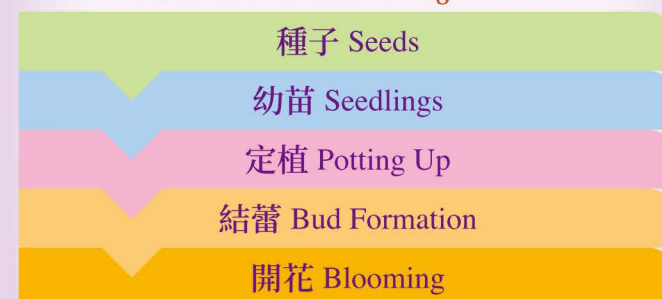 種子 Seeds
幼苗 Seedlings
定植 Potting Up
結蕾 Bud Formation
開花 Blooming